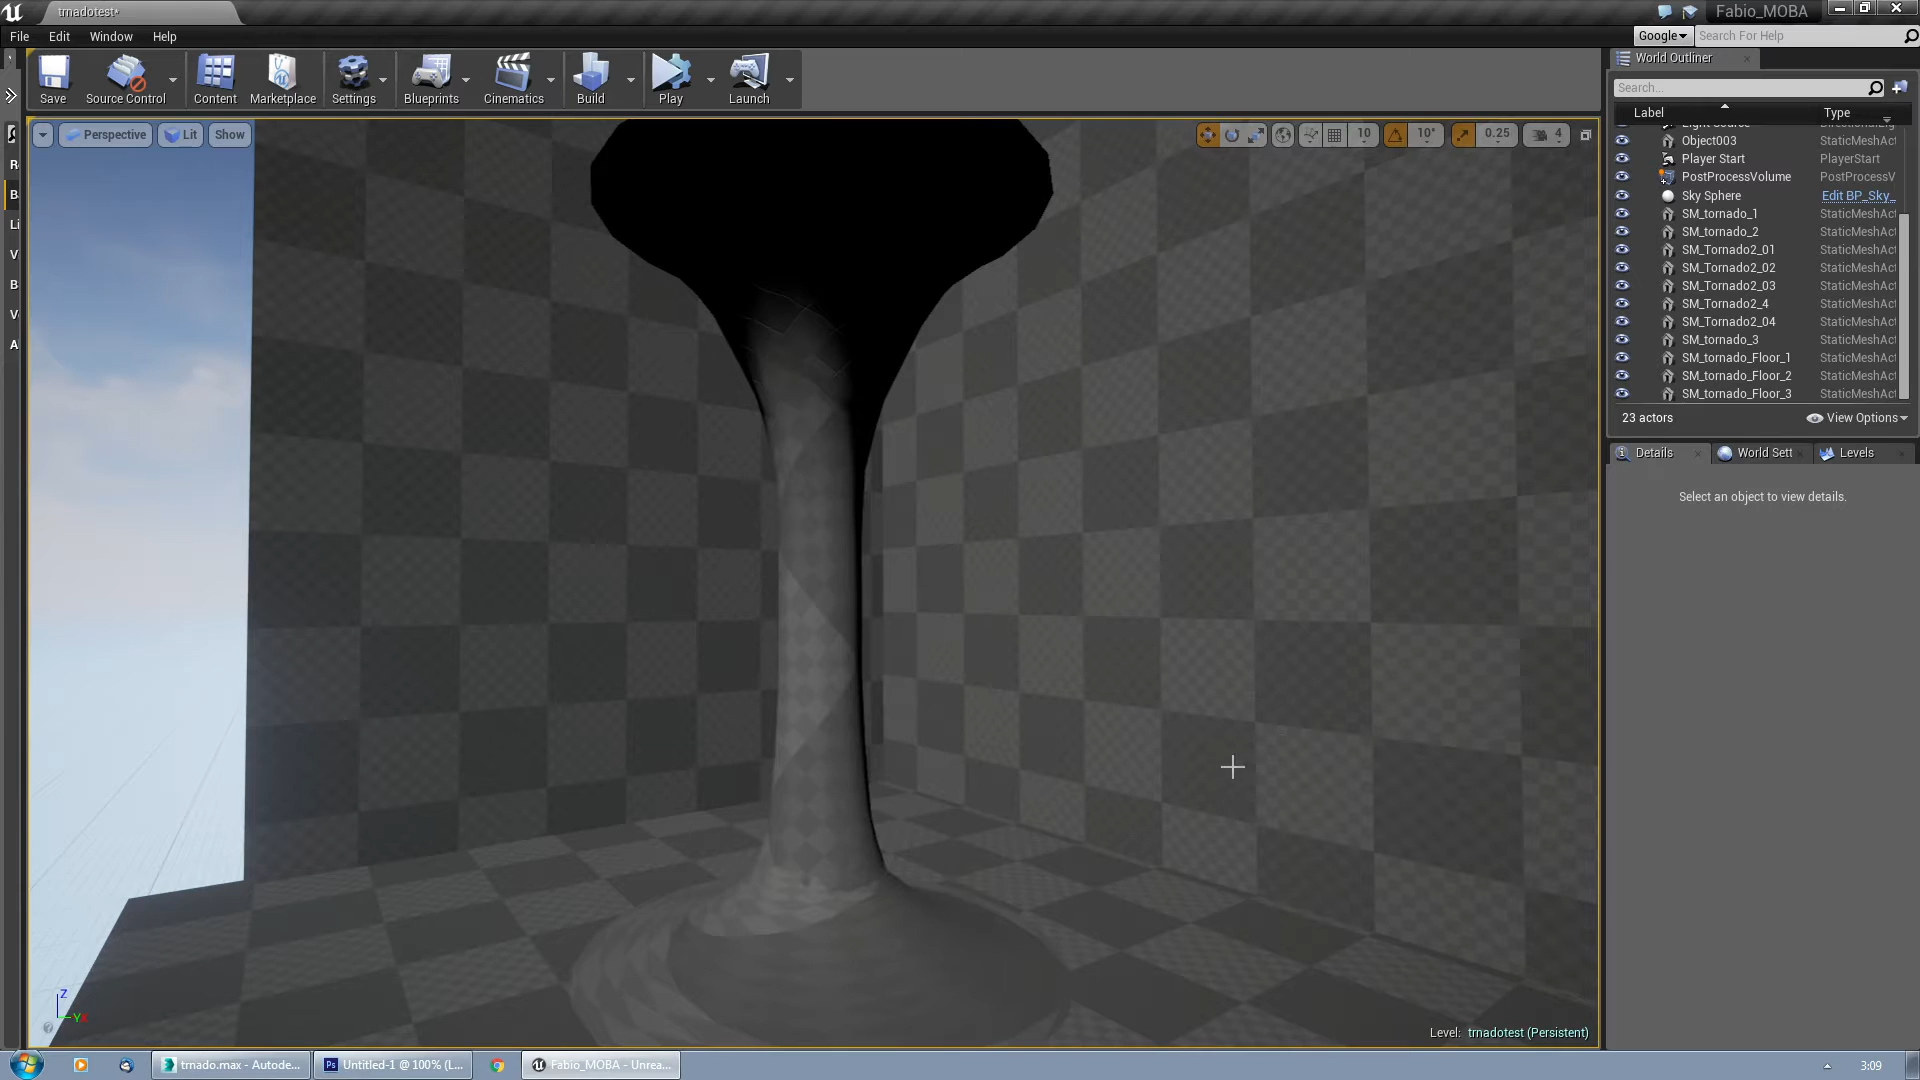 trnadotest*
Fabio_MOBA
File Edit Window Help
Google
Search For Help
Save
Source Control
Content
Marketplace
Settings
Blueprints
Cinematics
Build
Play
Launch
World Outliner
Search...
Label Type
Object003 StaticMeshAct
Player Start PlayerStart
PostProcessVolume PostProcessV
Sky Sphere Edit BP_Sky_
SM_tornado_1 StaticMeshAct
SM_tornado_2 StaticMeshAct
SM_Tornado2_01 StaticMeshAct
SM_Tornado2_02 StaticMeshAct
SM_Tornado2_03 StaticMeshAct
SM_Tornado2_4 StaticMeshAct
SM_Tornado2_04 StaticMeshAct
SM_tornado_3 StaticMeshAct
SM_tornado_Floor_1 StaticMeshAct
SM_tornado_Floor_2 StaticMeshAct
SM_tornado_Floor_3 StaticMeshAct
23 actors View Options
Details World Sett Levels
Select an object to view details.
Perspective Lit Show
10 10° 0.25 4
R
B
Li
V
B
V
A
Z
Y X
Level: trnadotest (Persistent)
trnado.max - Autode...
Ps Untitled-1 @ 100% (L...
Fabio_MOBA - Unrea...
3:09